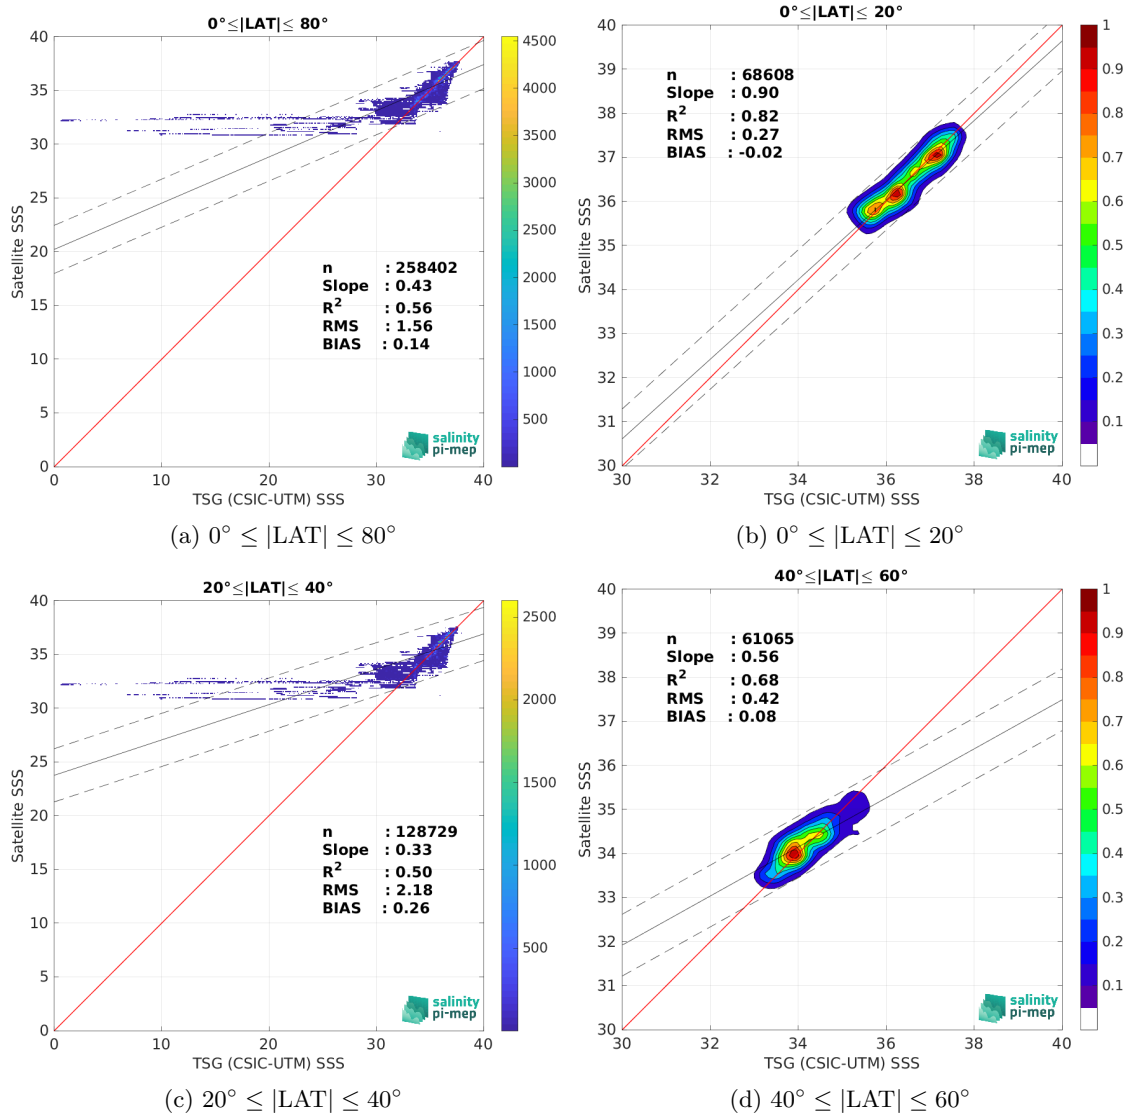 0°≤|LAT|≤ 80°
40
35
30
25
20
15
10
5
0
Satellite SSS
n : 258402
Slope : 0.43
R² : 0.56
RMS : 1.56
BIAS : 0.14
salinity
pi-mep
0 10 20 30 40
TSG (CSIC-UTM) SSS
4500
4000
3500
3000
2500
2000
1500
1000
500
(a) 0° ≤ |LAT| ≤ 80°
0°≤|LAT|≤ 20°
40
39
38
37
36
35
34
33
32
31
30
Satellite SSS
n : 68608
Slope : 0.90
R² : 0.82
RMS : 0.27
BIAS : -0.02
salinity
pi-mep
30 32 34 36 38 40
TSG (CSIC-UTM) SSS
1
0.9
0.8
0.7
0.6
0.5
0.4
0.3
0.2
0.1
(b) 0° ≤ |LAT| ≤ 20°
20°≤|LAT|≤ 40°
40
35
30
25
20
15
10
5
0
Satellite SSS
n : 128729
Slope : 0.33
R² : 0.50
RMS : 2.18
BIAS : 0.26
salinity
pi-mep
0 10 20 30 40
TSG (CSIC-UTM) SSS
2500
2000
1500
1000
500
(c) 20° ≤ |LAT| ≤ 40°
40°≤|LAT|≤ 60°
40
39
38
37
36
35
34
33
32
31
30
Satellite SSS
n : 61065
Slope : 0.56
R² : 0.68
RMS : 0.42
BIAS : 0.08
salinity
pi-mep
30 32 34 36 38 40
TSG (CSIC-UTM) SSS
1
0.9
0.8
0.7
0.6
0.5
0.4
0.3
0.2
0.1
(d) 40° ≤ |LAT| ≤ 60°